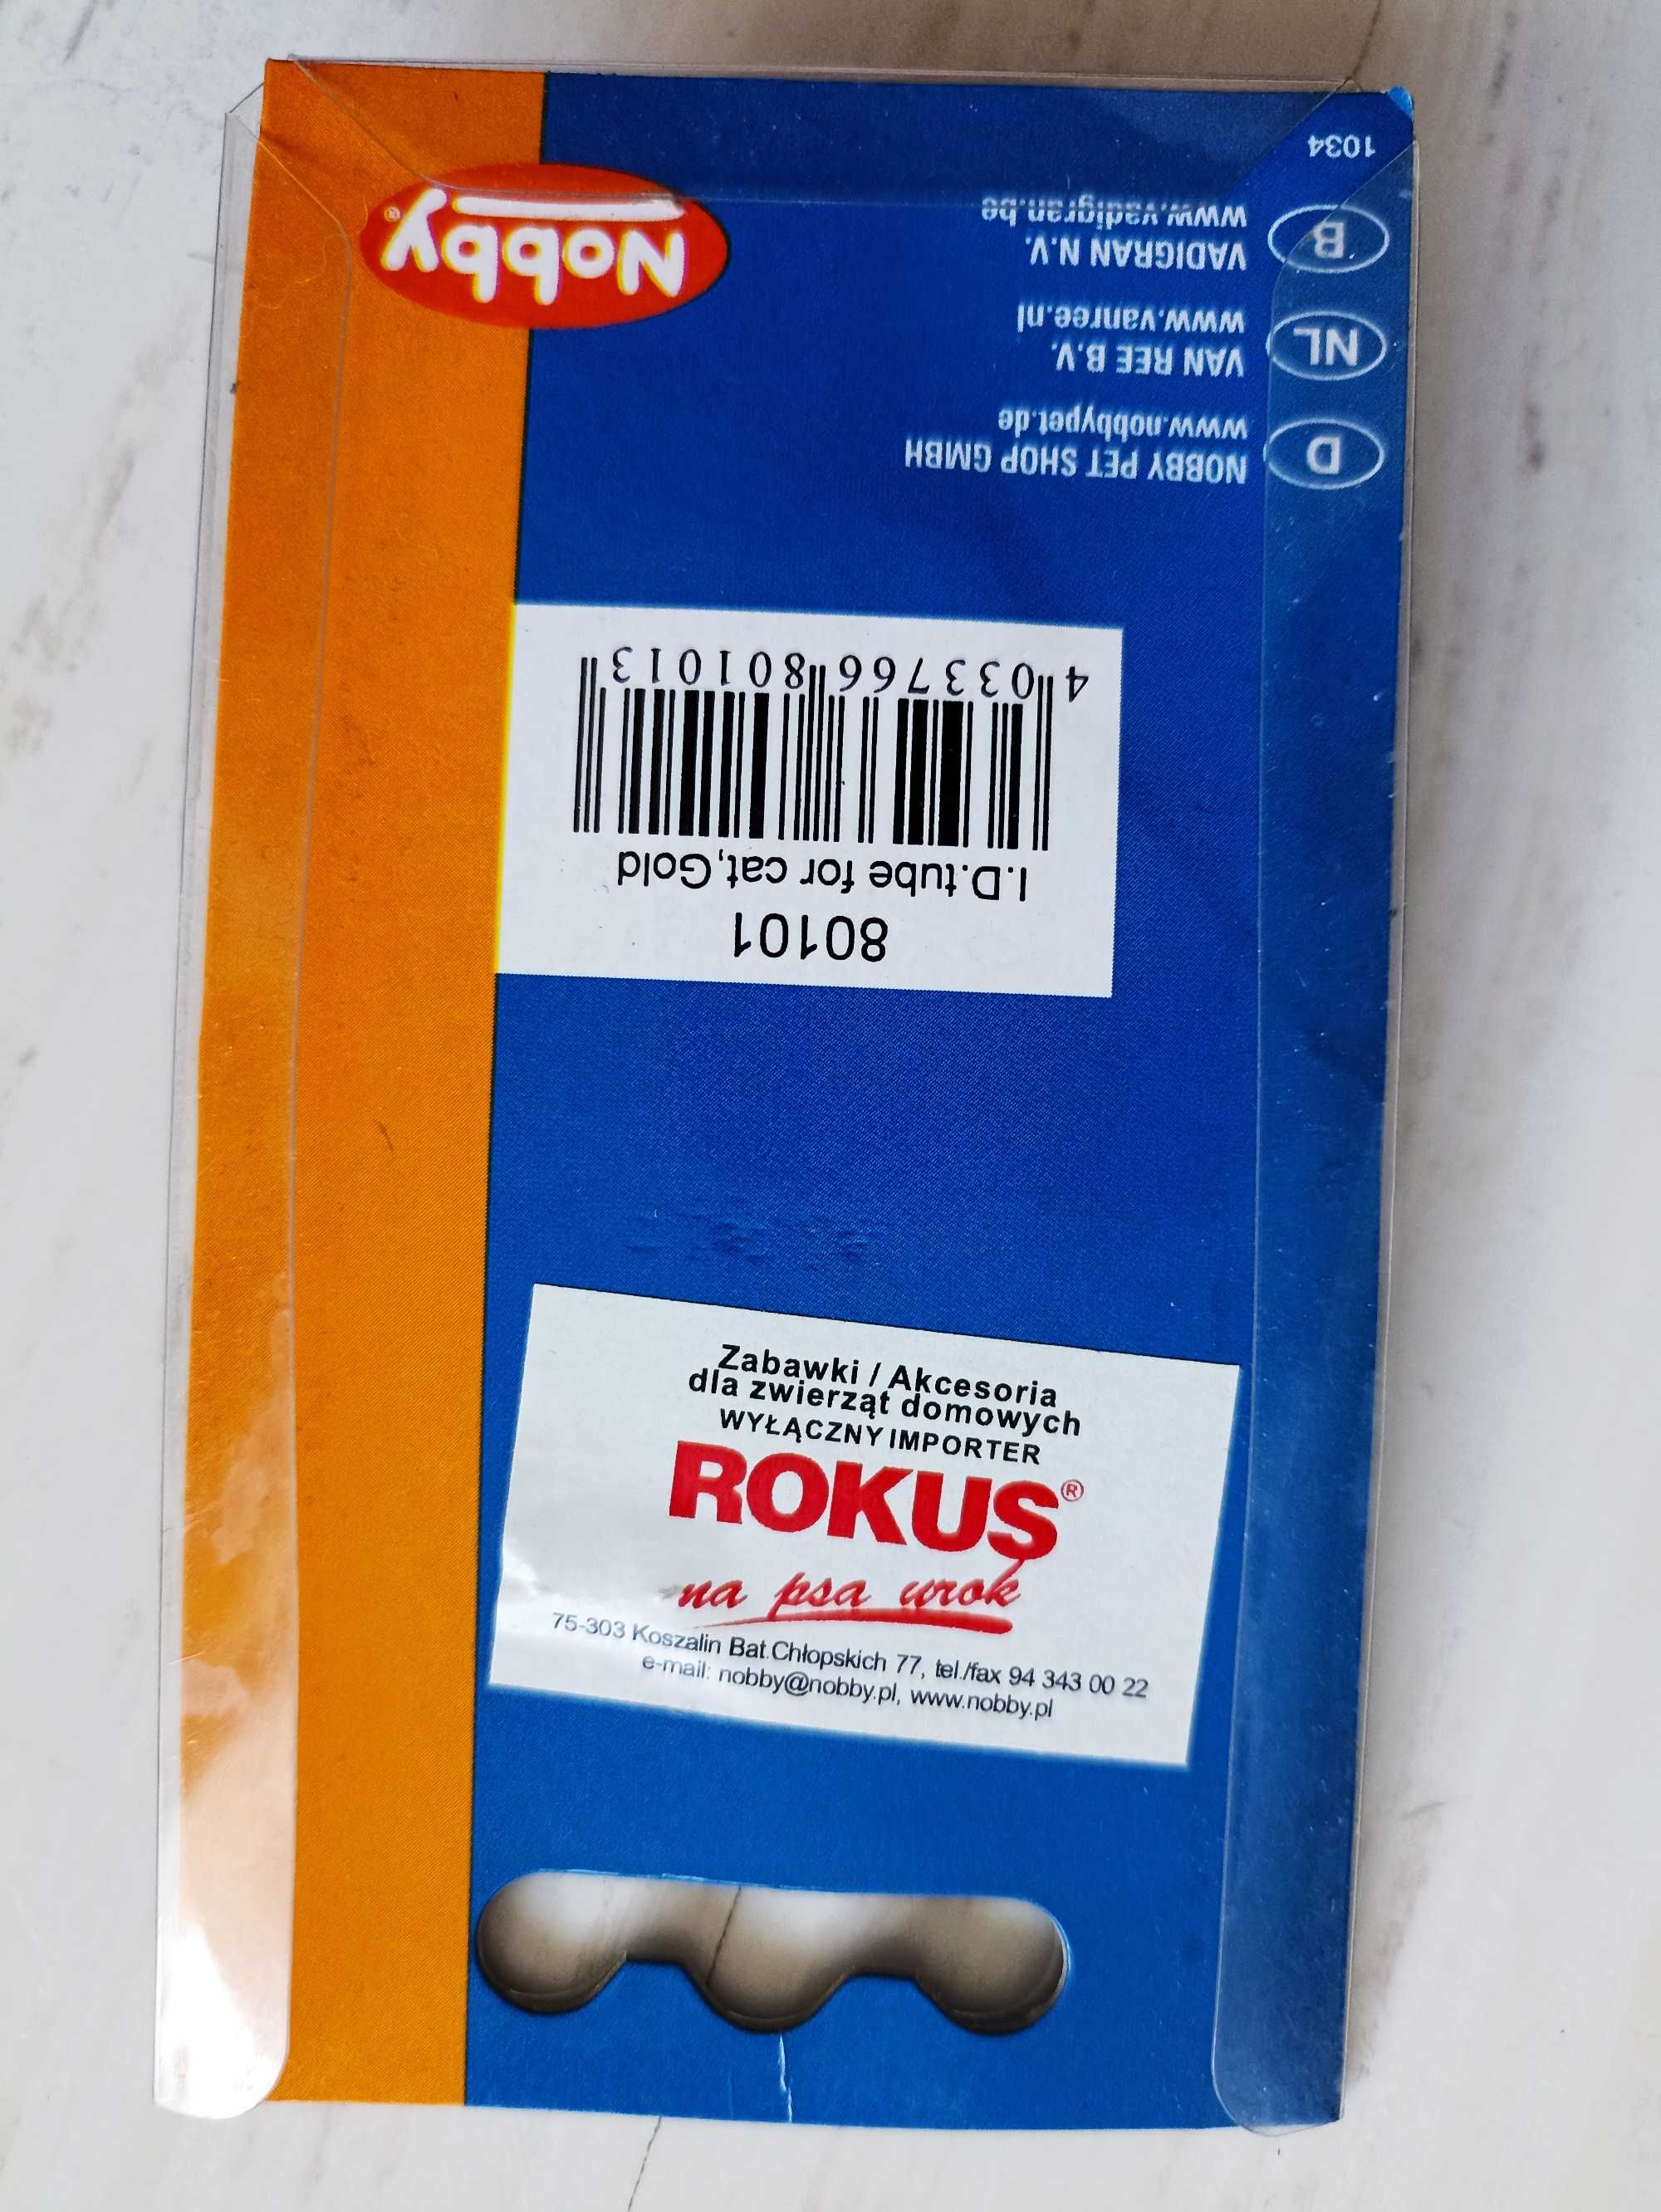 Zabawki / Akcesoria
dla zwierząt domowych
WYŁĄCZNY IMPORTER
ROKUS®
na psa urok
75-303 Koszalin Bat.Chłopskich 77, tel./fax 94 343 00 22
e-mail: nobby@nobby.pl, www.nobby.pl
80101
I.D.tube for cat,Gold
4 033766 801013
D
NOBBY PET SHOP GMBH
www.nobbypet.de
NL
VAN REE B.V.
www.vanree.nl
B
VADIGRAN N.V.
www.vadigran.be
Nobby®
1034